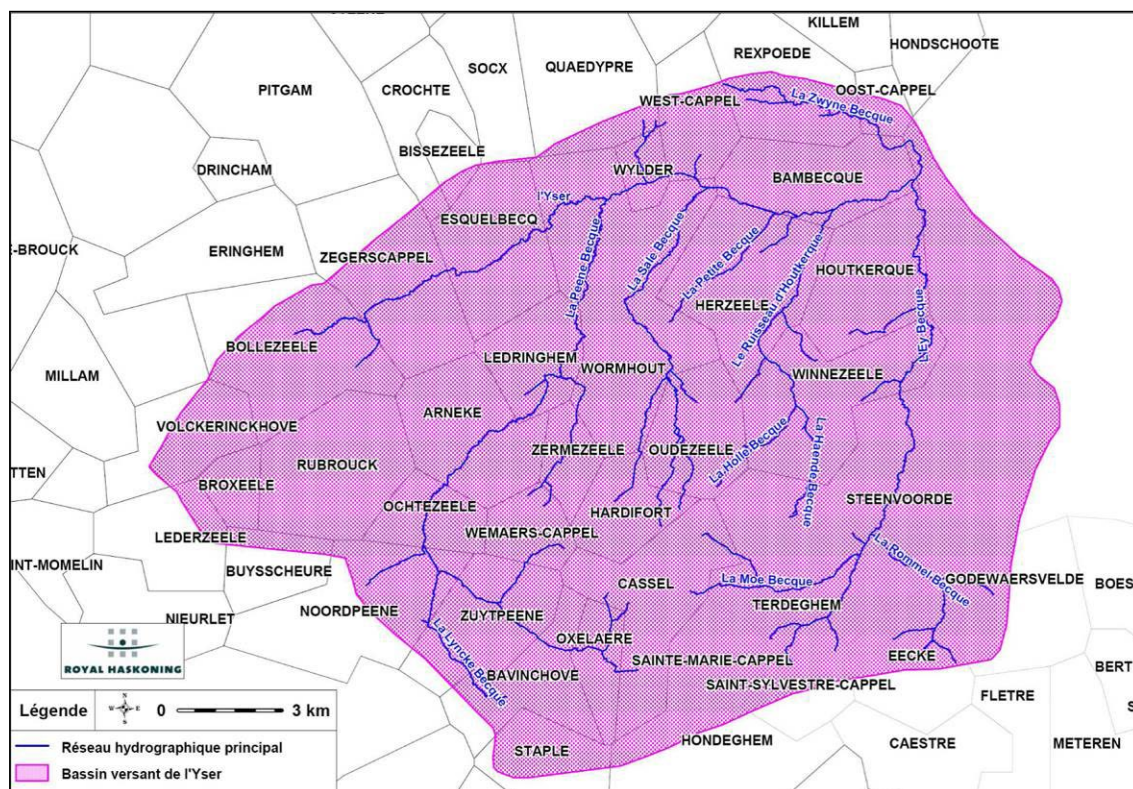 KILLEM
REXPOEDE
HONDSCHOOTE
SOCX
QUAEDYPRE
PITGAM
CROCHTE
WEST-CAPPEL
OOST-CAPPEL
La Zwyne Becque
BISSEZEELE
DRINCHAM
WYLDER
BAMBECQUE
l'Yser
ESQUELBECQ
E-BROUCK
ERINGHEM
ZEGERSCAPPEL
La Peene Becque
La Sale Becque
La Petite Becque
HOUTKERQUE
HERZEELE
Le Ruisseau d'Houtkerque
L'Ey Becque
BOLLEZEELE
LEDRINGHEM
WORMHOUT
WINNEZEELE
MILLAM
ARNEKE
VOLCKERINCKHOVE
ZERMEZEELE
OUDEZEELE
La Holle Becque
La Haende Becque
RUBROUCK
TTEN
BROXEELE
OCHTEZEELE
STEENVOORDE
HARDIFORT
WEMAERS-CAPPEL
LEDERZEELE
La Rommel Becque
INT-MOMELIN
BUYSSCHEURE
CASSEL
La Moe Becque
GODEWAERSVELDE
BOES
NOORDPEENE
TERDEGHEM
NIEURLET
ZUYTPEENE
La Lyncke Becque
OXELAERE
ROYAL HASKONING
SAINTE-MARIE-CAPPEL
EECKE
BERT
BAVINCHOVE
SAINT-SYLVESTRE-CAPPEL
FLETRE
S
Légende
N
W E
S
0 3 km
HONDEGHEM
CAESTRE
METEREN
STAPLE
Réseau hydrographique principal
Bassin versant de l'Yser